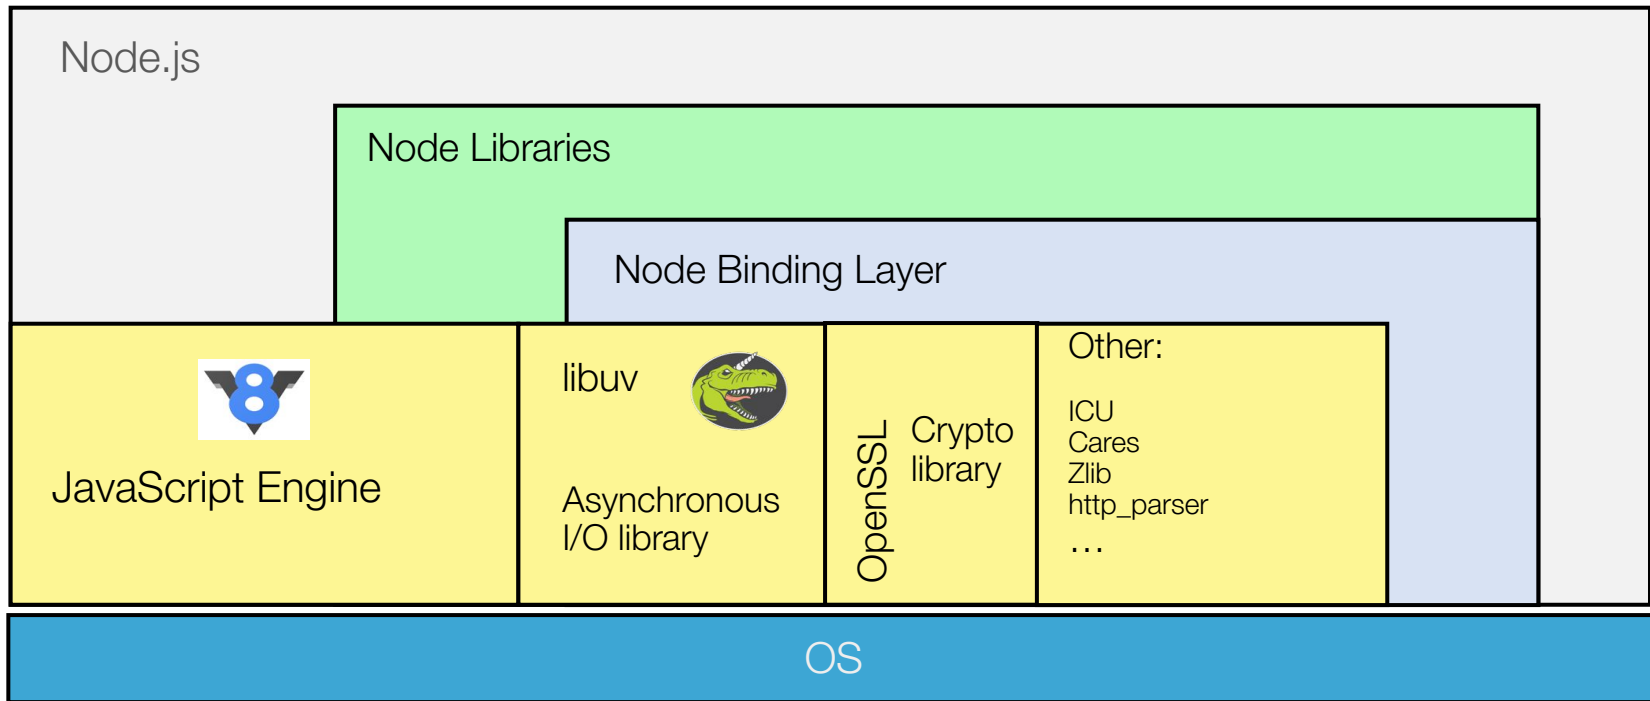 Node.js
Node Libraries
Node Binding Layer
V8
JavaScript Engine
libuv
Asynchronous
I/O library
OpenSSL
Crypto
library
Other:
ICU
Cares
Zlib
http_parser
...
OS